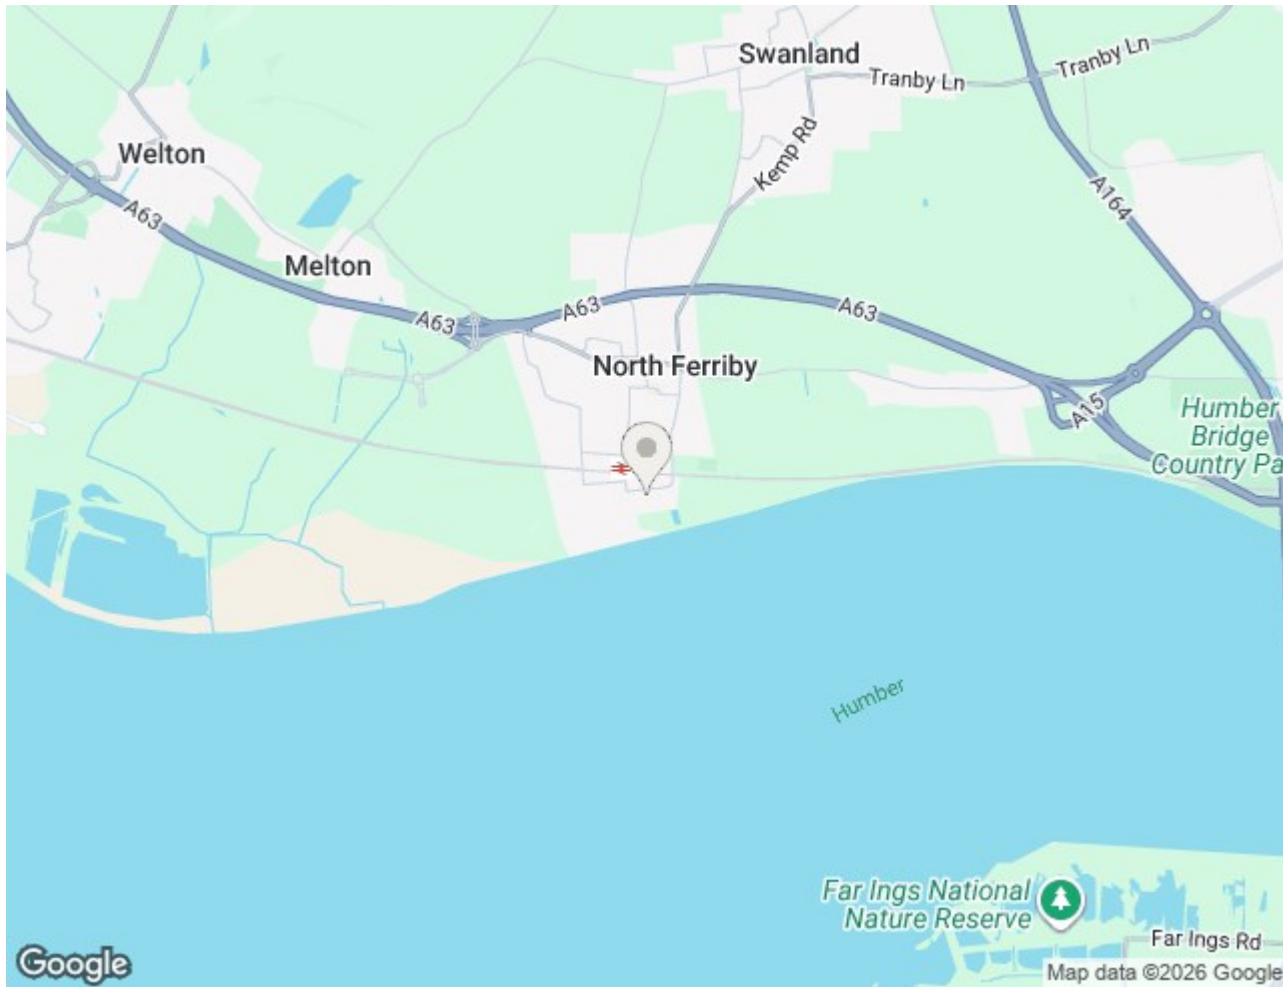 Swanland
Tranby Ln
Tranby Ln
Kemp Rd
Welton
A63
A164
Melton
A63
A63
A63
North Ferriby
A15
Humber
Bridge
Country Pa
Humber
Far Ings National
Nature Reserve
Far Ings Rd
Google
Map data ©2026 Google